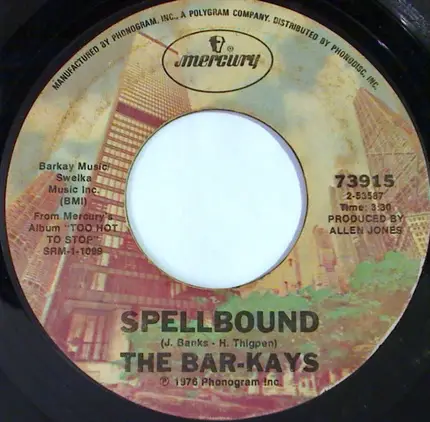 MANUFACTURED BY PHONOGRAM, INC., A POLYGRAM COMPANY. DISTRIBUTED BY PHONODISC, INC.
mercury
®
Barkay Music/
Swelka
Music Inc.
(BMI)
From Mercury's
Album "TOO HOT
TO STOP"
SRM-1-1099
73915
2-53567
Time: 3:30
PRODUCED BY
ALLEN JONES
SPELLBOUND
(J. Banks - H. Thigpen)
THE BAR-KAYS
℗ 1976 Phonogram Inc.